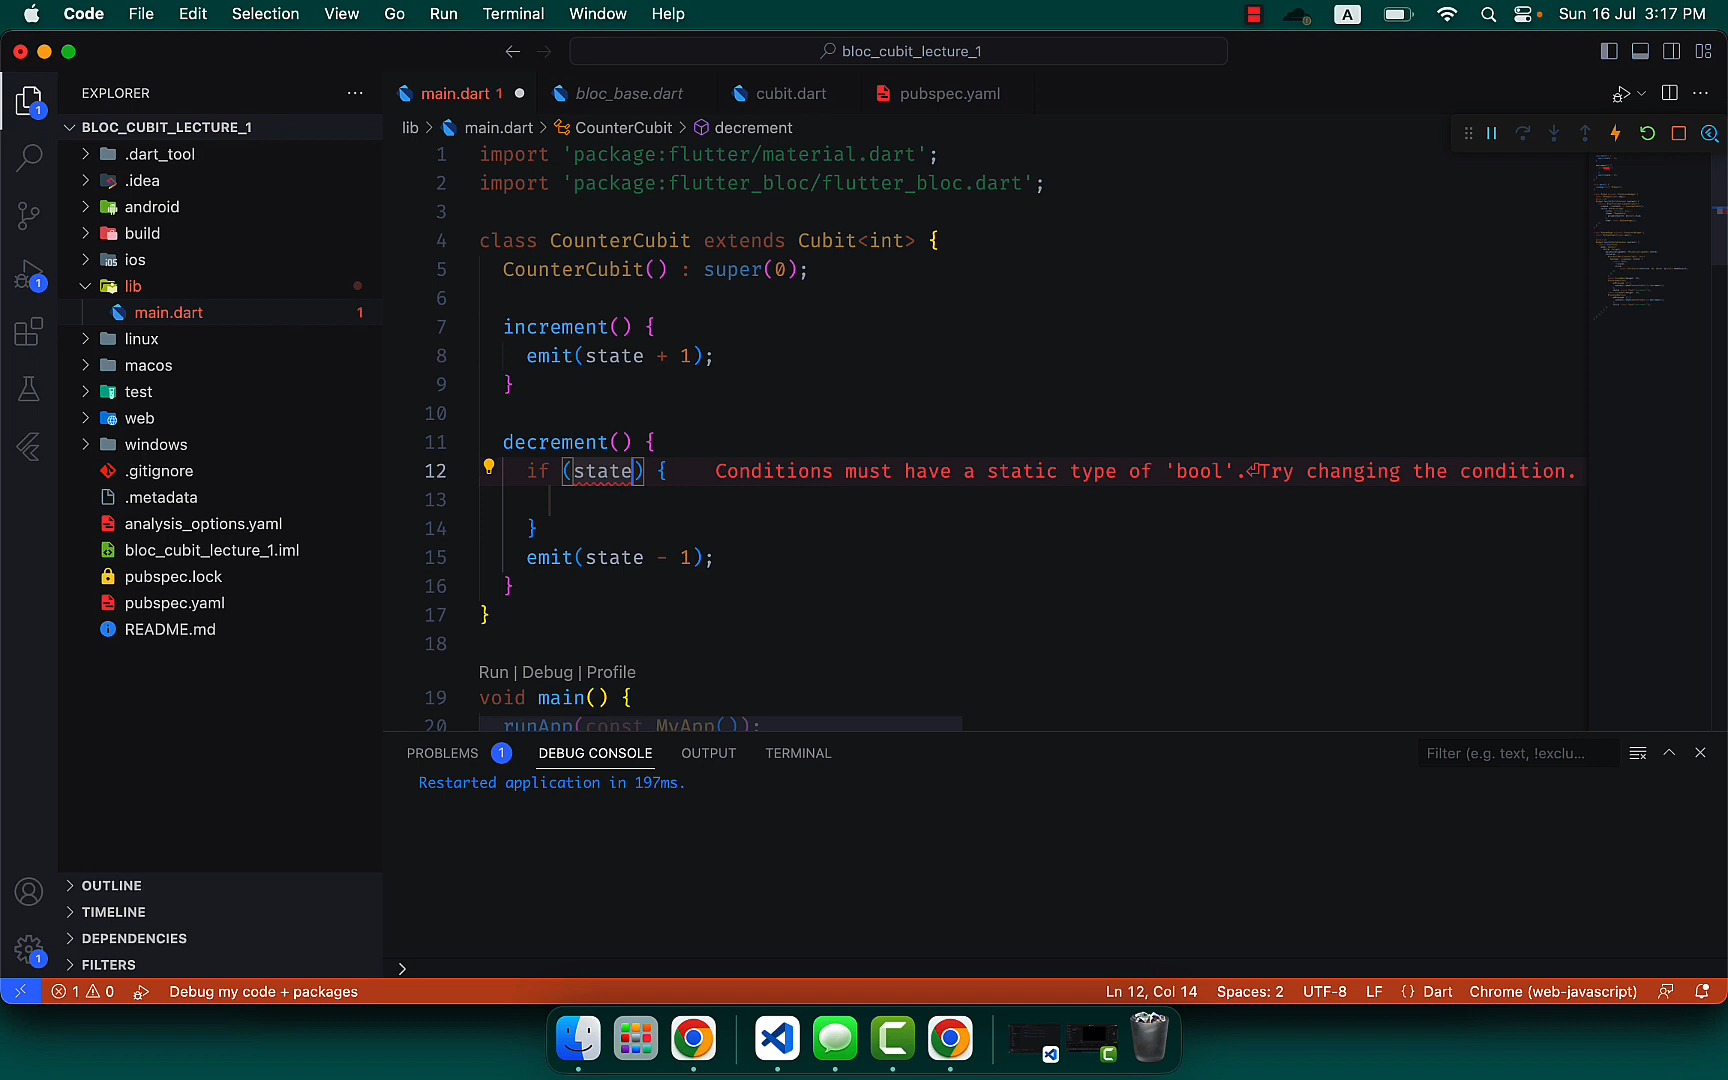 Code File Edit Selection View Go Run Terminal Window Help
A Sun 16 Jul 3:17 PM
bloc_cubit_lecture_1
EXPLORER
main.dart 1 bloc_base.dart cubit.dart pubspec.yaml
BLOC_CUBIT_LECTURE_1
lib > main.dart > CounterCubit > decrement
.dart_tool
.idea
android
build
ios
lib
main.dart 1
linux
macos
test
web
windows
.gitignore
.metadata
analysis_options.yaml
bloc_cubit_lecture_1.iml
pubspec.lock
pubspec.yaml
README.md
1
1
1
OUTLINE
TIMELINE
DEPENDENCIES
FILTERS
1 import 'package:flutter/material.dart';
2 import 'package:flutter_bloc/flutter_bloc.dart';
3
4 class CounterCubit extends Cubit<int> {
5 CounterCubit() : super(0);
6
7 increment() {
8 emit(state + 1);
9 }
10
11 decrement() {
12 if (state) { Conditions must have a static type of 'bool'.⏎Try changing the condition.
13
14 }
15 emit(state - 1);
16 }
17 }
18
Run | Debug | Profile
19 void main() {
20 runApp(const MyApp());
PROBLEMS 1 DEBUG CONSOLE OUTPUT TERMINAL Filter (e.g. text, !exclu...
Restarted application in 197ms.
>
1 0 Debug my code + packages Ln 12, Col 14 Spaces: 2 UTF-8 LF {} Dart Chrome (web-javascript)